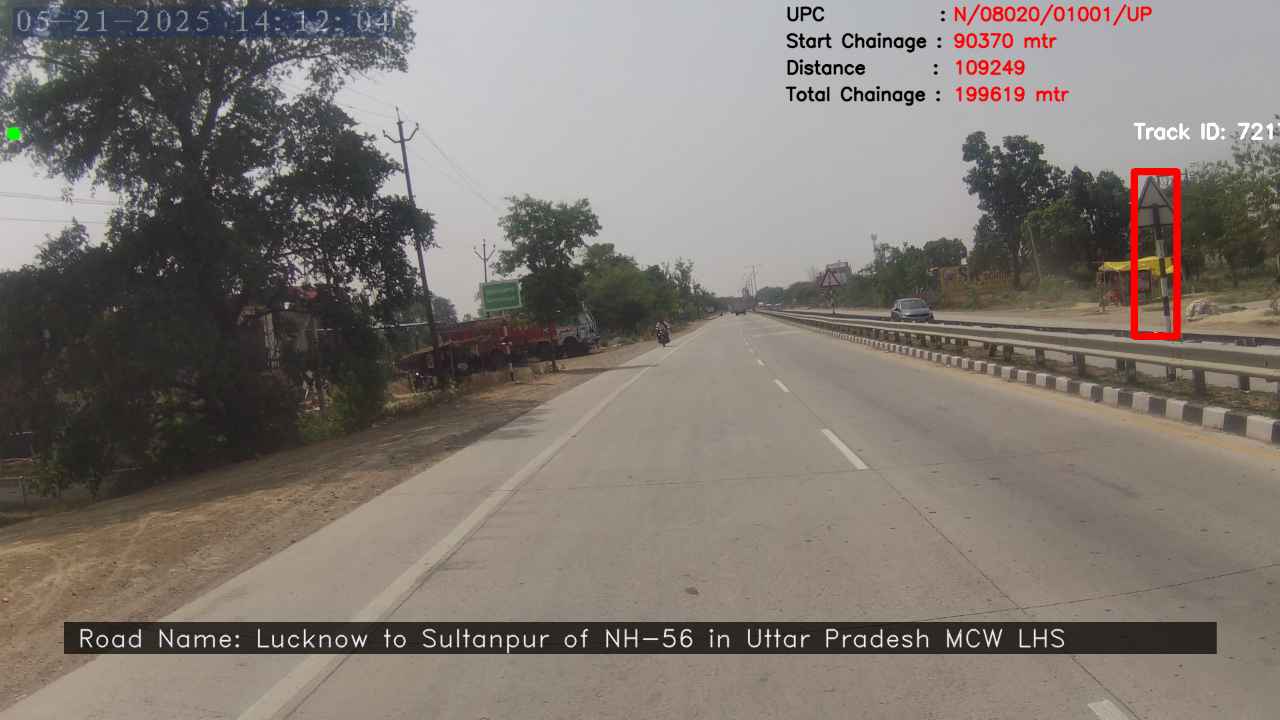 05-21-2025 14:12:04
UPC : N/08020/01001/UP
Start Chainage : 90370 mtr
Distance : 109249
Total Chainage : 199619 mtr
Track ID: 721
Road Name: Lucknow to Sultanpur of NH-56 in Uttar Pradesh MCW LHS